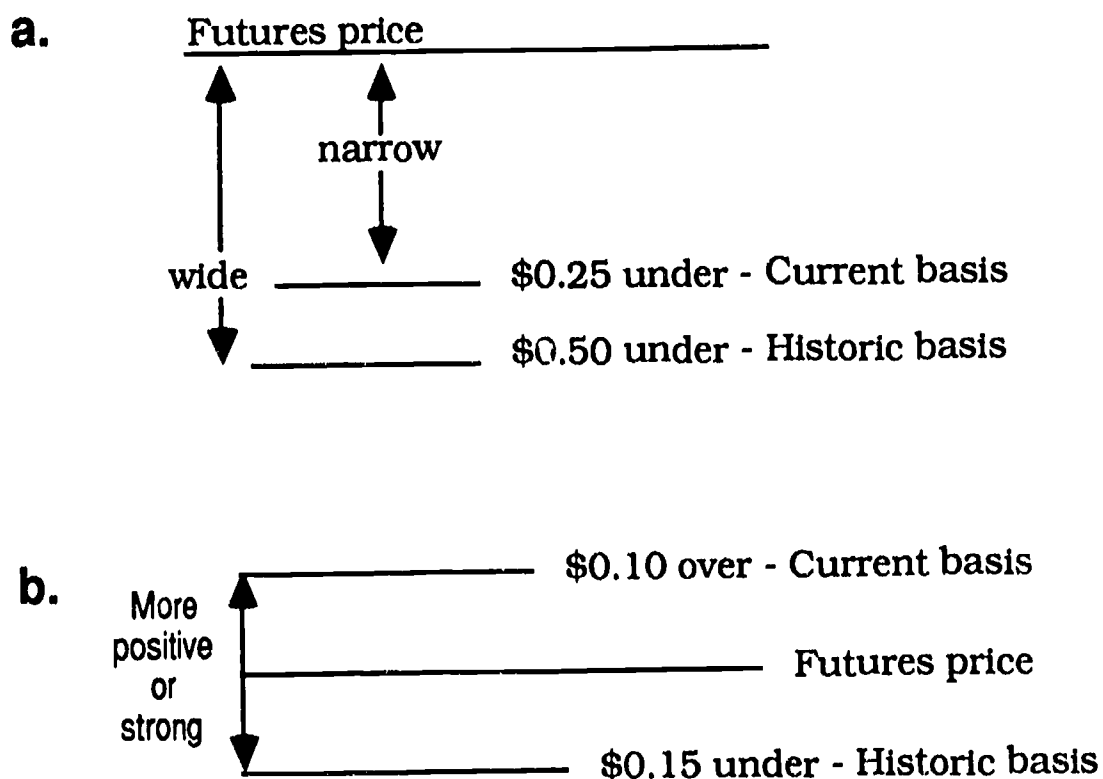 a.
Futures price
narrow
wide
$0.25 under - Current basis
$0.50 under - Historic basis
b.
$0.10 over - Current basis
More
positive
or
strong
Futures price
$0.15 under - Historic basis